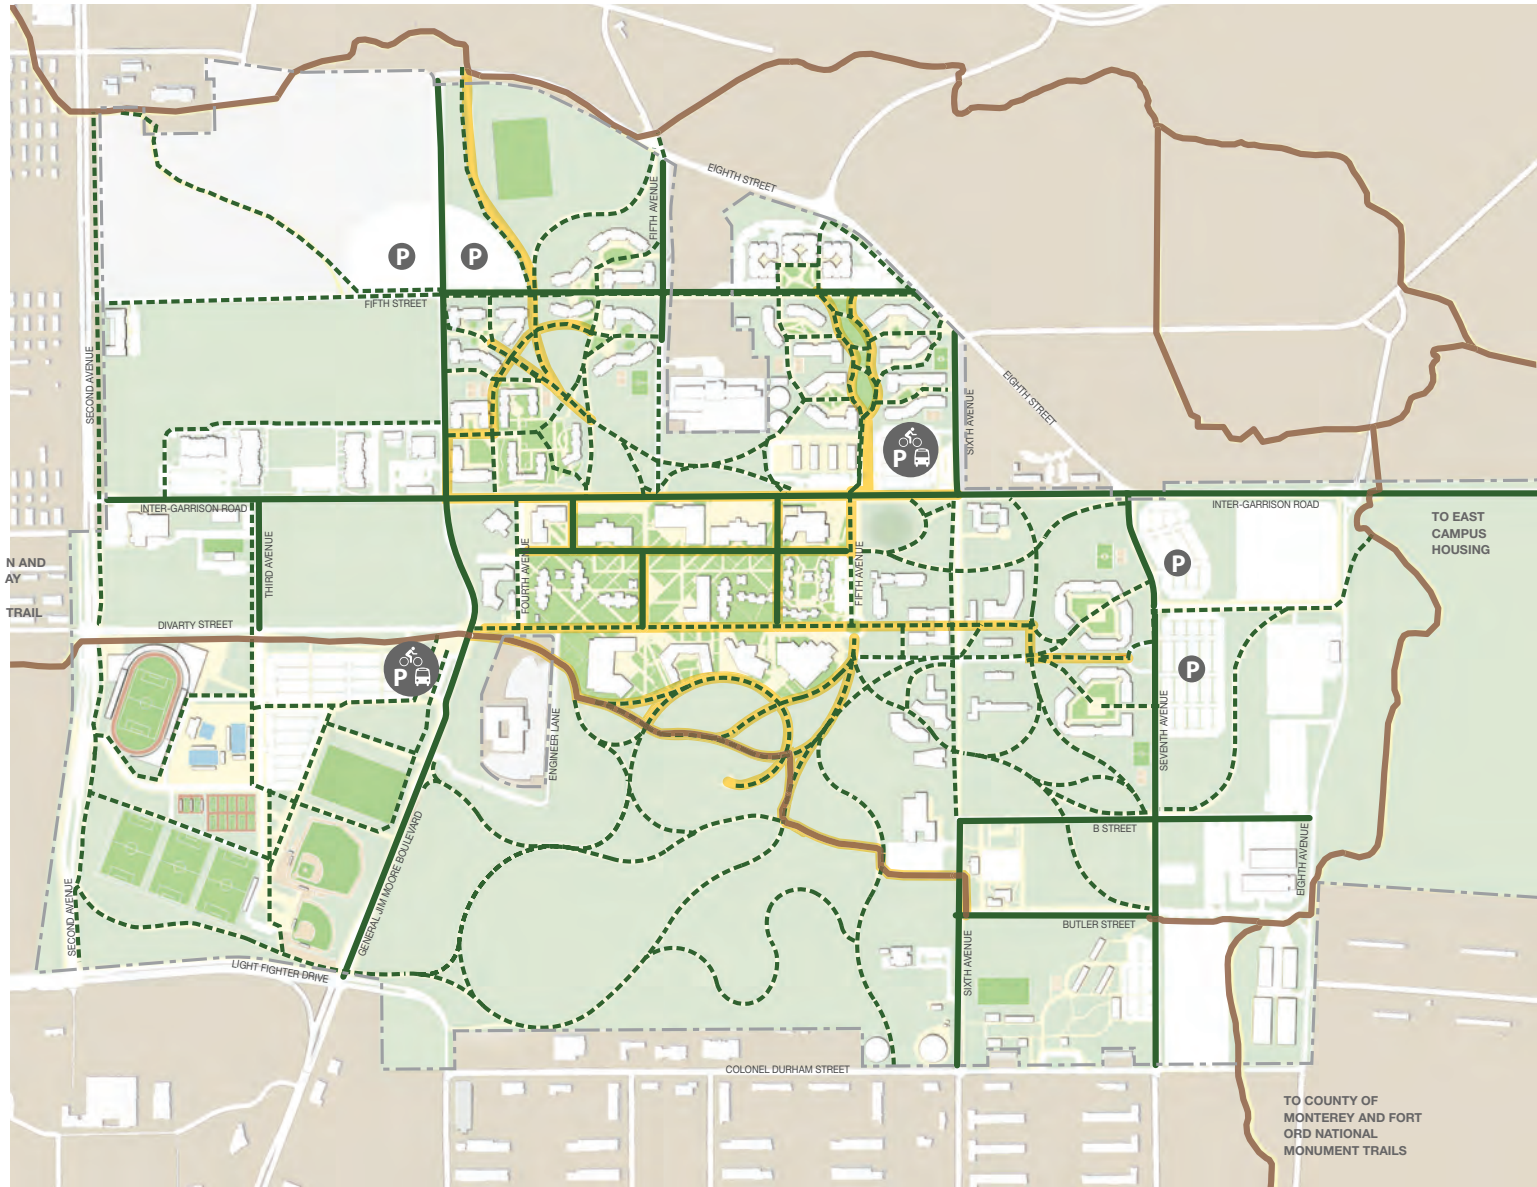 EIGHTH STREET
FIFTH AVENUE
P
P
FIFTH STREET
SECOND AVENUE
EIGHTH STREET
SIXTH AVENUE
P
INTER-GARRISON ROAD
INTER-GARRISON ROAD
TO EAST
CAMPUS
HOUSING
N AND
AY
TRAIL
THIRD AVENUE
FOURTH AVENUE
FIFTH AVENUE
P
DIVARTY STREET
P
P
ENGINEER LANE
SEVENTH AVENUE
GENERAL JIM MOORE BOULEVARD
B STREET
EIGHTH AVENUE
SECOND AVENUE
BUTLER STREET
SIXTH AVENUE
LIGHT FIGHTER DRIVE
COLONEL DURHAM STREET
TO COUNTY OF
MONTEREY AND FORT
ORD NATIONAL
MONUMENT TRAILS